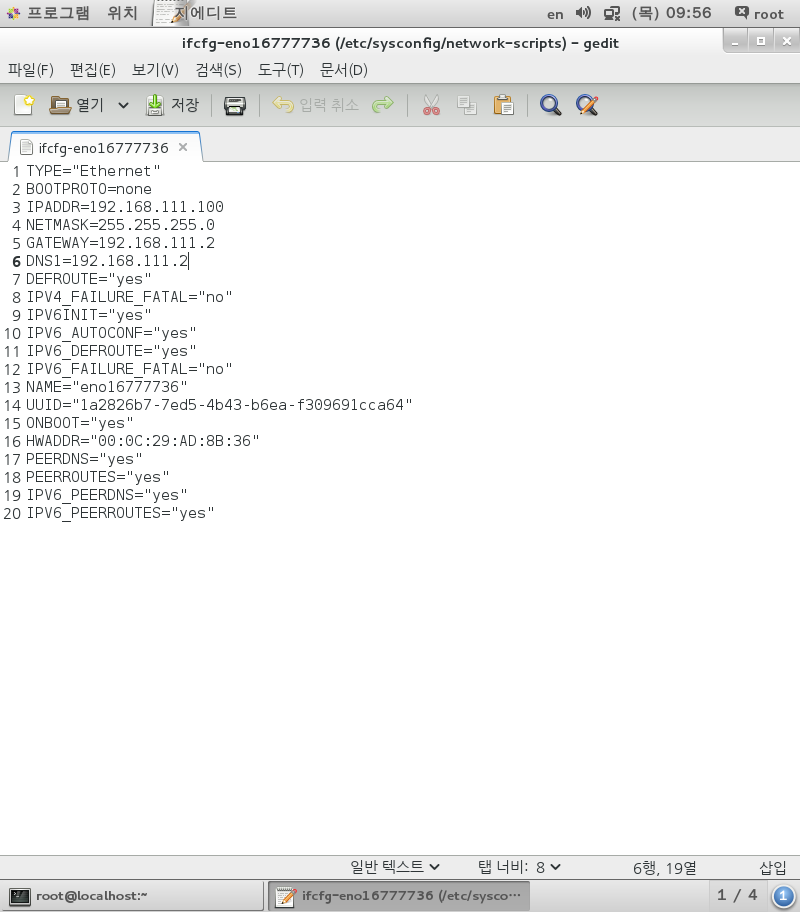 프로그램 위치 지에디트 en (목) 09:56 root
ifcfg-eno16777736 (/etc/sysconfig/network-scripts) - gedit
파일(F) 편집(E) 보기(V) 검색(S) 도구(T) 문서(D)
열기 저장 입력 취소
ifcfg-eno16777736 ×
1 TYPE="Ethernet"
2 BOOTPROTO=none
3 IPADDR=192.168.111.100
4 NETMASK=255.255.255.0
5 GATEWAY=192.168.111.2
6 DNS1=192.168.111.2
7 DEFROUTE="yes"
8 IPV4_FAILURE_FATAL="no"
9 IPV6INIT="yes"
10 IPV6_AUTOCONF="yes"
11 IPV6_DEFROUTE="yes"
12 IPV6_FAILURE_FATAL="no"
13 NAME="eno16777736"
14 UUID="1a2826b7-7ed5-4b43-b6ea-f309691cca64"
15 ONBOOT="yes"
16 HWADDR="00:0C:29:AD:8B:36"
17 PEERDNS="yes"
18 PEERROUTES="yes"
19 IPV6_PEERDNS="yes"
20 IPV6_PEERROUTES="yes"
일반 텍스트 탭 너비: 8 6행, 19열 삽입
root@localhost:~ ifcfg-eno16777736 (/etc/sysco… 1 / 4 1